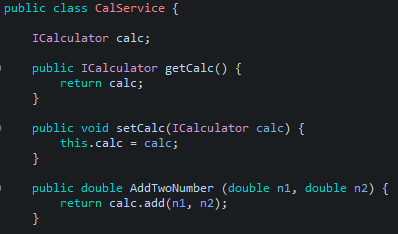 public class CalService {
ICalculator calc;
public ICalculator getCalc() {
return calc;
}
public void setCalc(ICalculator calc) {
this.calc = calc;
}
public double AddTwoNumber (double n1, double n2) {
return calc.add(n1, n2);
}